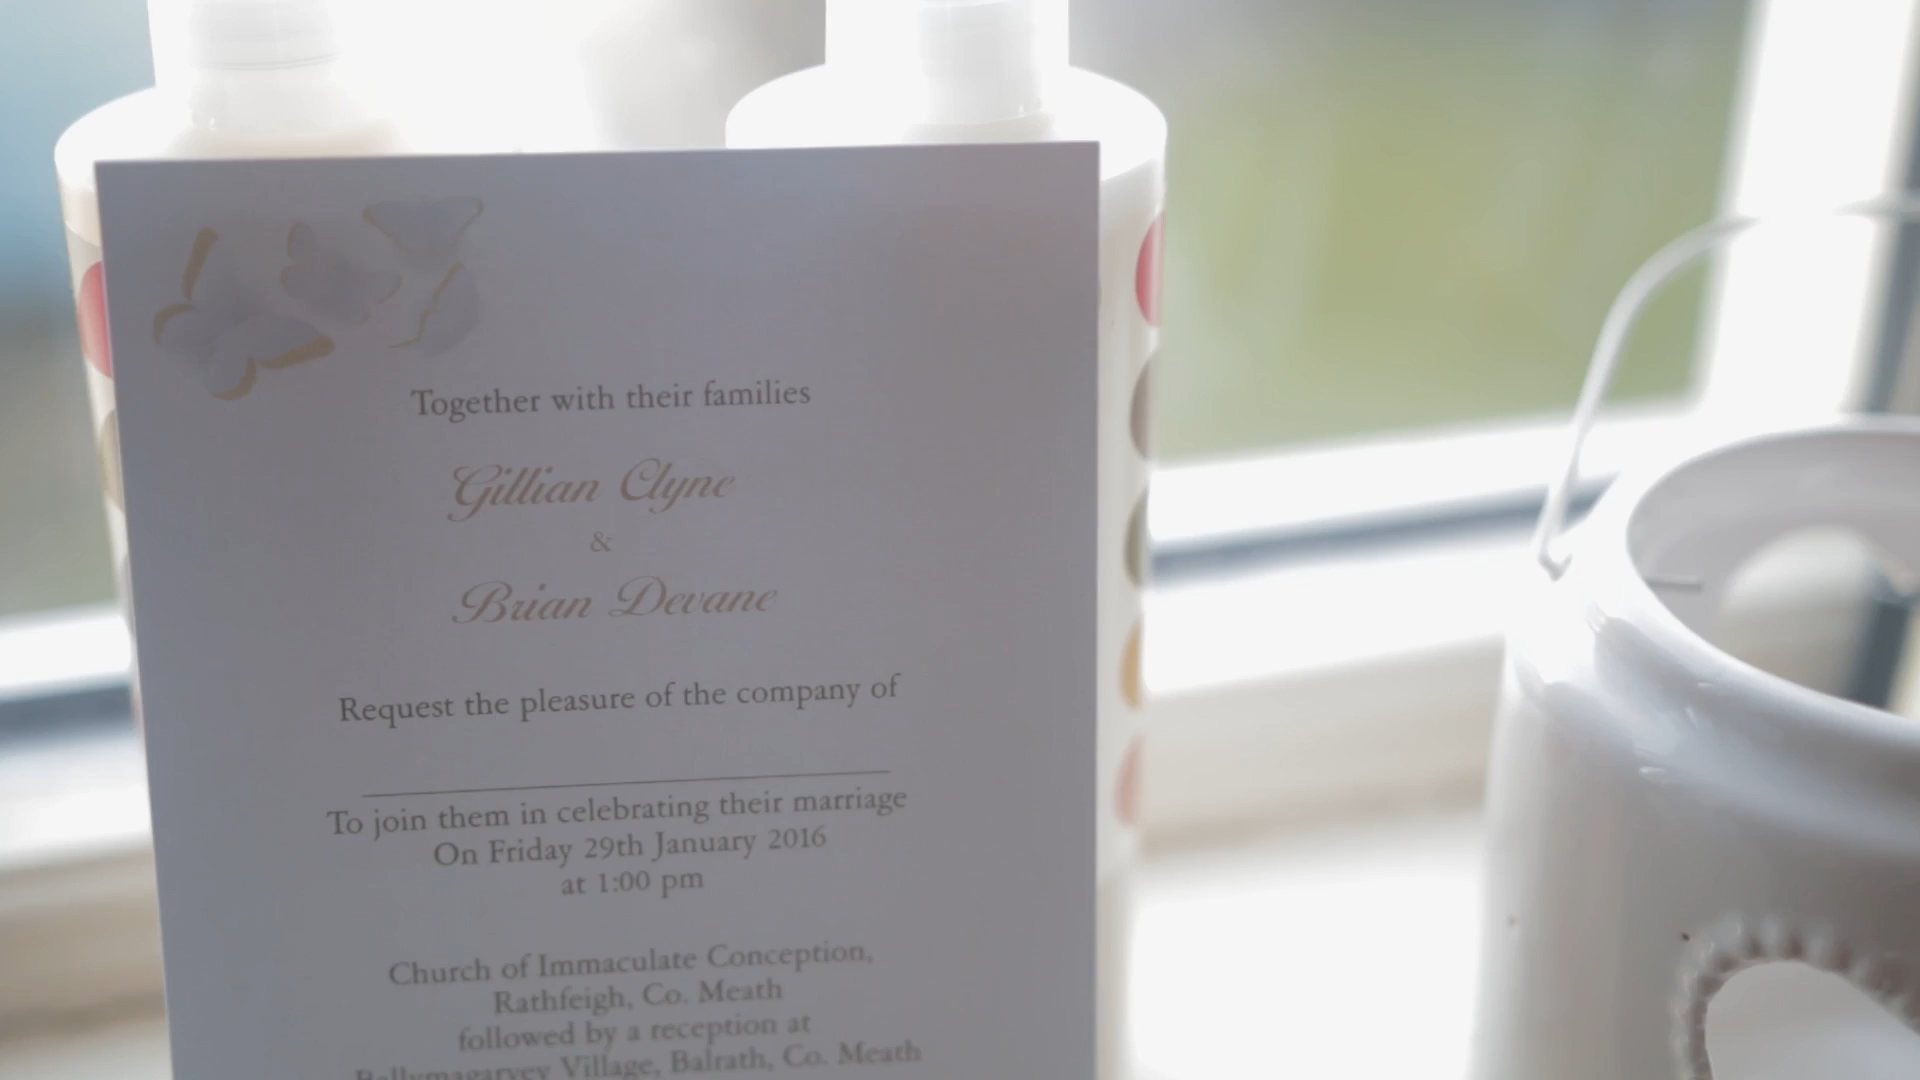 Together with their families
Gillian Clyne
&
Brian Devane
Request the pleasure of the company of
To join them in celebrating their marriage
On Friday 29th January 2016
at 1:00 pm
Church of Immaculate Conception,
Rathfeigh, Co. Meath
followed by a reception at
Ballymagarvey Village, Balrath, Co. Meath